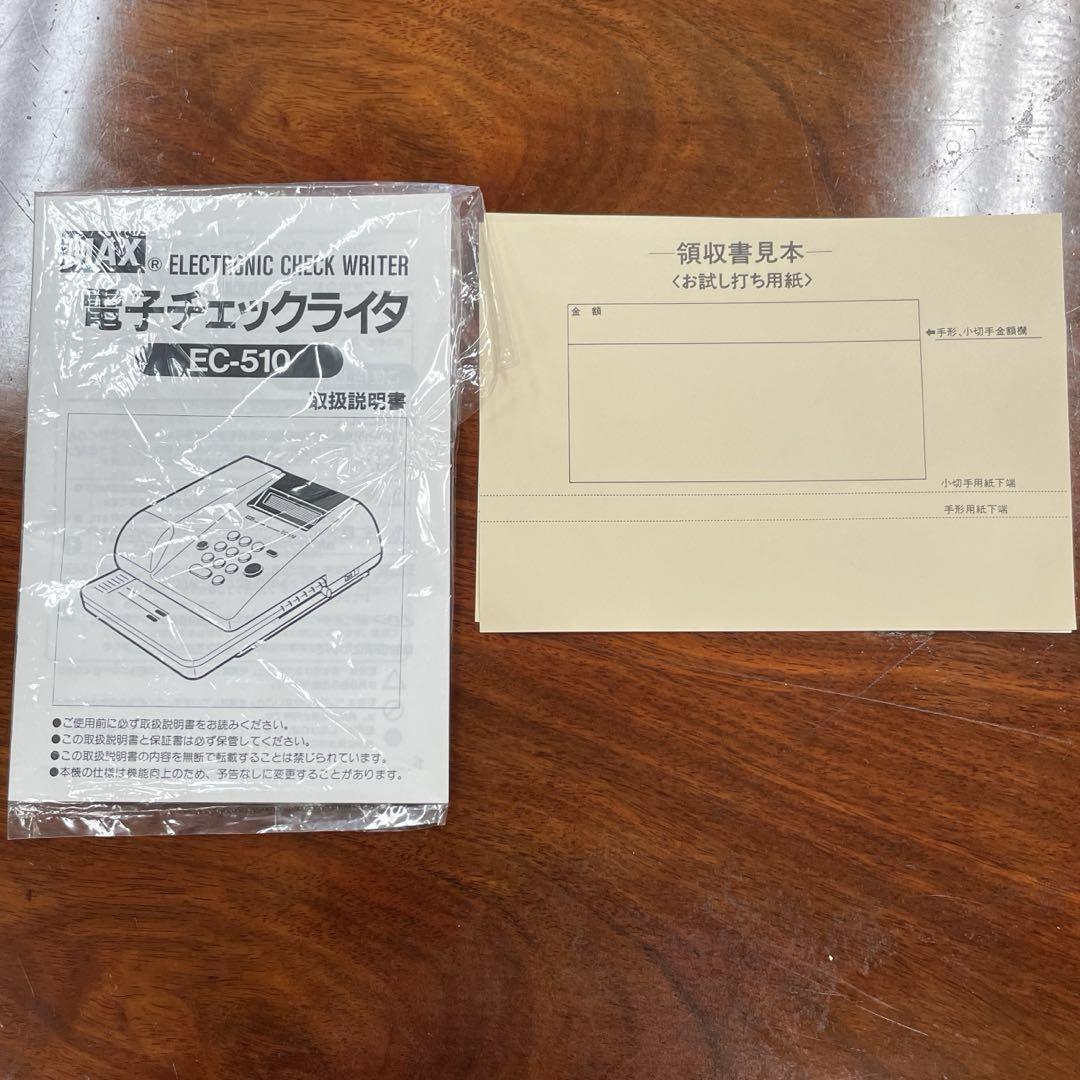 MAX® ELECTRONIC CHECK WRITER
電子チェックライタ
EC-510
取扱説明書
●ご使用前に必ず取扱説明書をお読みください。
●この取扱説明書と保証書は必ず保管してください。
●この取扱説明書の内容を無断で転載することは禁じられています。
●本機の仕様は機能向上のため、予告なしに変更することがあります。
―領収書見本―
〈お試し打ち用紙〉
金額
←手形、小切手金額欄
小切手用紙下端
手形用紙下端